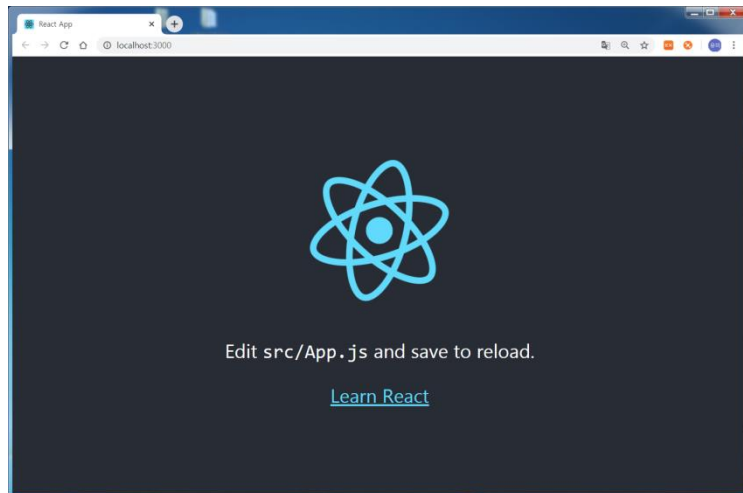 React App
localhost:3000
Edit src/App.js and save to reload.
Learn React